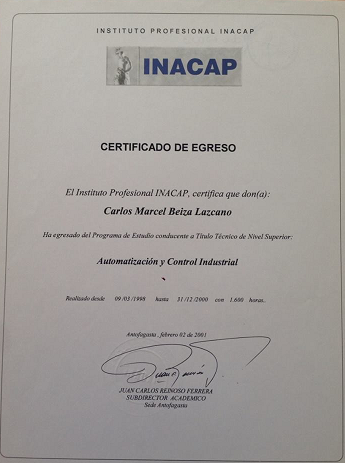 INSTITUTO PROFESIONAL INACAP
INACAP
CERTIFICADO DE EGRESO
El Instituto Profesional INACAP, certifica que don(a):
Carlos Marcel Beiza Lazcano
Ha egresado del Programa de Estudio conducente a Título Técnico de Nivel Superior:
Automatización y Control Industrial
Realizado desde 09/03/1998 hasta 31/12/2000 con 1.600 horas.
Antofagasta, febrero 02 de 2001
JUAN CARLOS REINOSO FERRERA
SUBDIRECTOR ACADEMICO
Sede Antofagasta